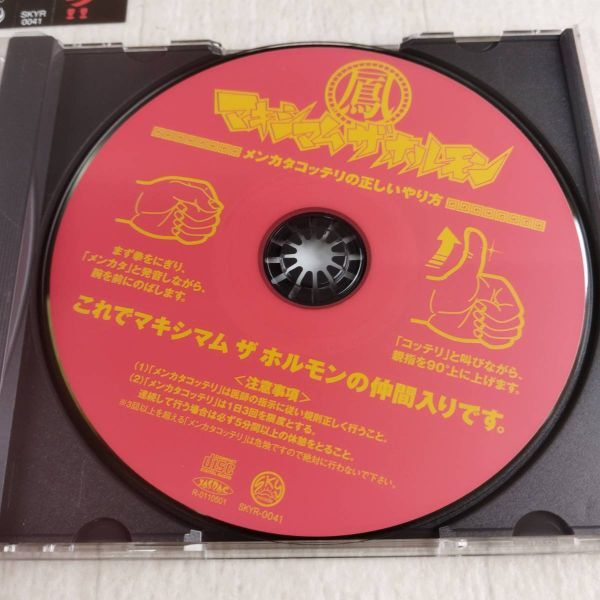 SKYR
0041
鳳
マキシマム ザ ホルモン
メンカタコッテリの正しいやり方
まず拳をにぎり、
「メンカタ」と発音しながら、
腕を前にのばします。
「コッテリ」と叫びながら、
親指を90°上に上げます。
これでマキシマム ザ ホルモンの仲間入りです。
<注意事項>
(1)「メンカタコッテリ」は医師の指示に従い規則正しく行うこと。
(2)「メンカタコッテリ」は1日3回を限度とする。
連続して行う場合は必ず5分間以上の休憩をとること。
※3回以上を超える「メンカタコッテリ」は危険ですので絶対に行わないで下さい。
COMPACT
disc
DIGITAL AUDIO
JASRAC
R-0110501
SKY
SKYR-0041